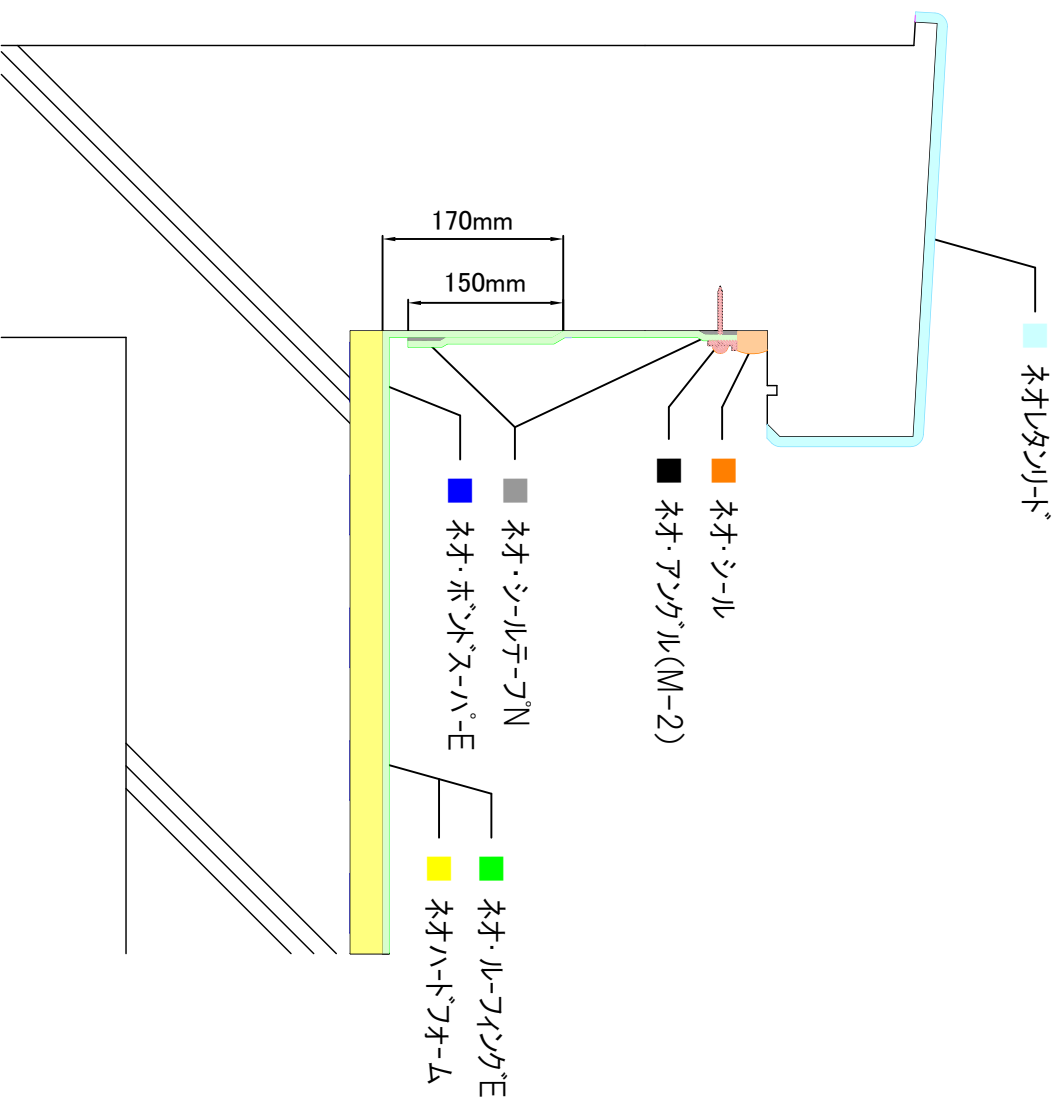 170mm
150mm
ネオレタンリード
ネオ・シール
ネオ・アングル(M-2)
ネオ・シールテープN
ネオ・ボンドスーパーE
ネオ・ルーフィングE
ネオハードフォーム